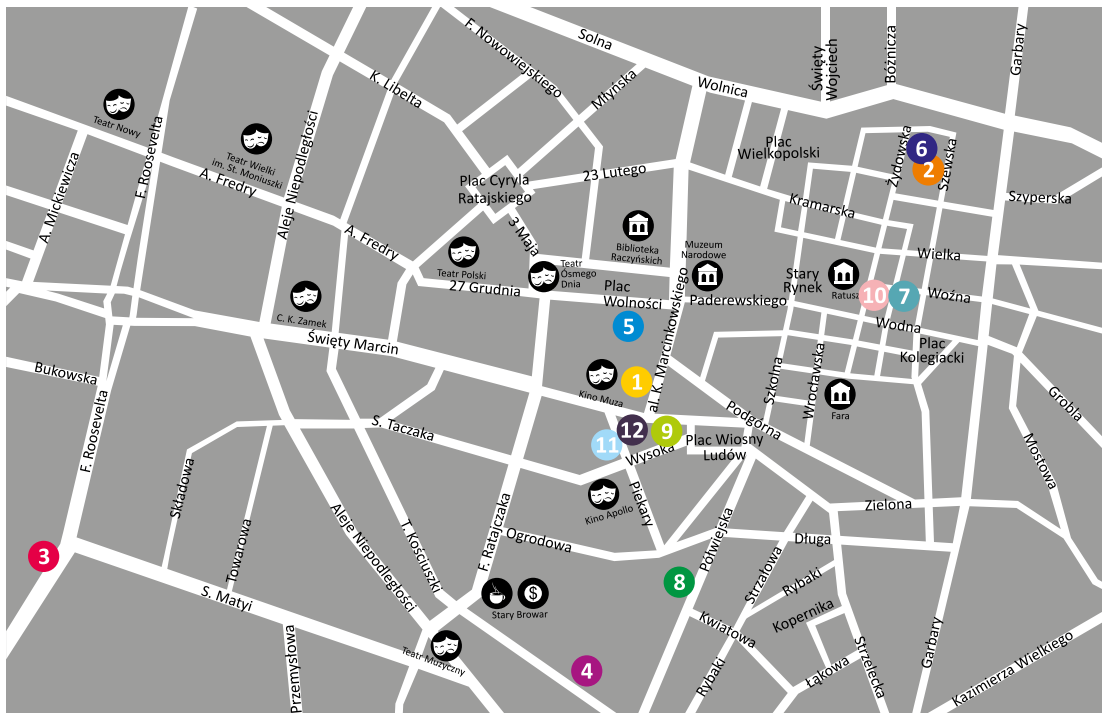 Solna
F. Nowowiejskiego
Młyńska
K. Libelta
Wolnica
Święty
Wojciech
Bóżnicza
Garbary
Teatr Nowy
A. Mickiewicza
F. Roosevelta
Teatr Wielki
im. St. Moniuszki
A. Fredry
Aleje Niepodległości
A. Fredry
Plac Cyryla
Ratajskiego
23 Lutego
3 Maja
Plac
Wielkopolski
Żydowska
6
2
Szewska
Szyperska
Kramarska
Wielka
Biblioteka
Raczyńskich
Muzeum
Narodowe
Teatr Polski
Teatr
Ósmego
Dnia
27 Grudnia
Plac
Wolności
Paderewskiego
Stary
Rynek
Ratusz
10
7
Woźna
Wodna
Plac
Kolegiacki
C. K. Zamek
Święty Marcin
5
al. K. Marcinkowskiego
Kino Muza
1
Szkolna
Wrocławska
Fara
Podgórna
Grobla
Mostowa
Bukowska
F. Roosevelta
S. Taczaka
11
12
9
Wysoka
Plac Wiosny
Ludów
Piekary
Kino Apollo
Składowa
Towarowa
Aleje Niepodległości
T. Kościuszki
F. Ratajczaka
Ogrodowa
Półwiejska
Zielona
Długa
Strzałowa
Rybaki
Kopernika
3
S. Matyi
Stary Browar
$
8
Kwiatowa
Rybaki
Łąkowa
Strzelecka
Garbary
Kazimierza Wielkiego
Przemysłowa
Teatr Muzyczny
4